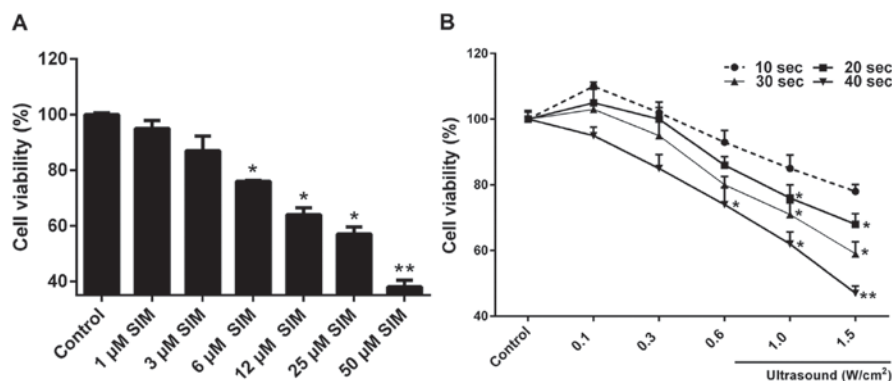 A
Cell viability (%)
120
100
80
60
40
*
*
*
**
Control
1 µM SIM
3 µM SIM
6 µM SIM
12 µM SIM
25 µM SIM
50 µM SIM
B
Cell viability (%)
120
100
80
60
40
10 sec 20 sec
30 sec 40 sec
*
*
*
*
*
*
**
Control
0.1
0.3
0.6
1.0
1.5
Ultrasound (W/cm²)